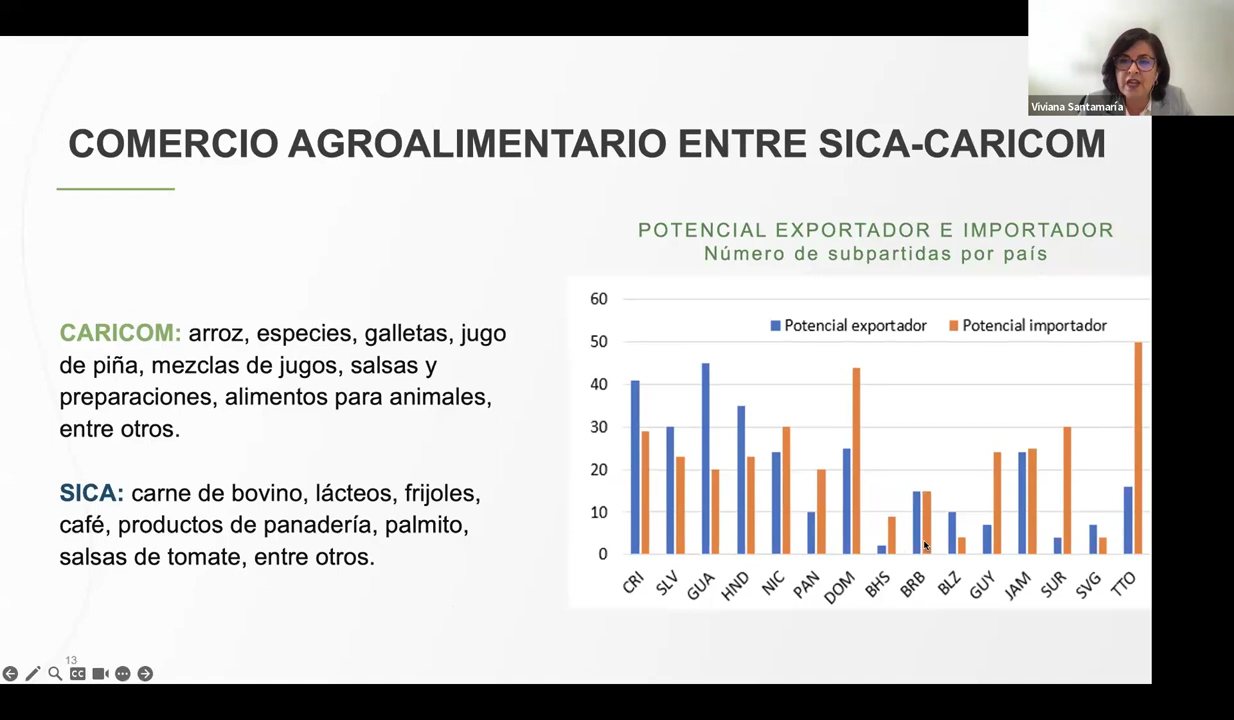 Viviana Santamaría
COMERCIO AGROALIMENTARIO ENTRE SICA-CARICOM
CARICOM: arroz, especies, galletas, jugo
de piña, mezclas de jugos, salsas y
preparaciones, alimentos para animales,
entre otros.
SICA: carne de bovino, lácteos, frijoles,
café, productos de panadería, palmito,
salsas de tomate, entre otros.
POTENCIAL EXPORTADOR E IMPORTADOR
Número de subpartidas por país
Potencial exportador Potencial importador
60
50
40
30
20
10
0
CRI SLV GUA HND NIC PAN DOM BHS BRB BLZ GUY JAM SUR SVG TTO
13
CC